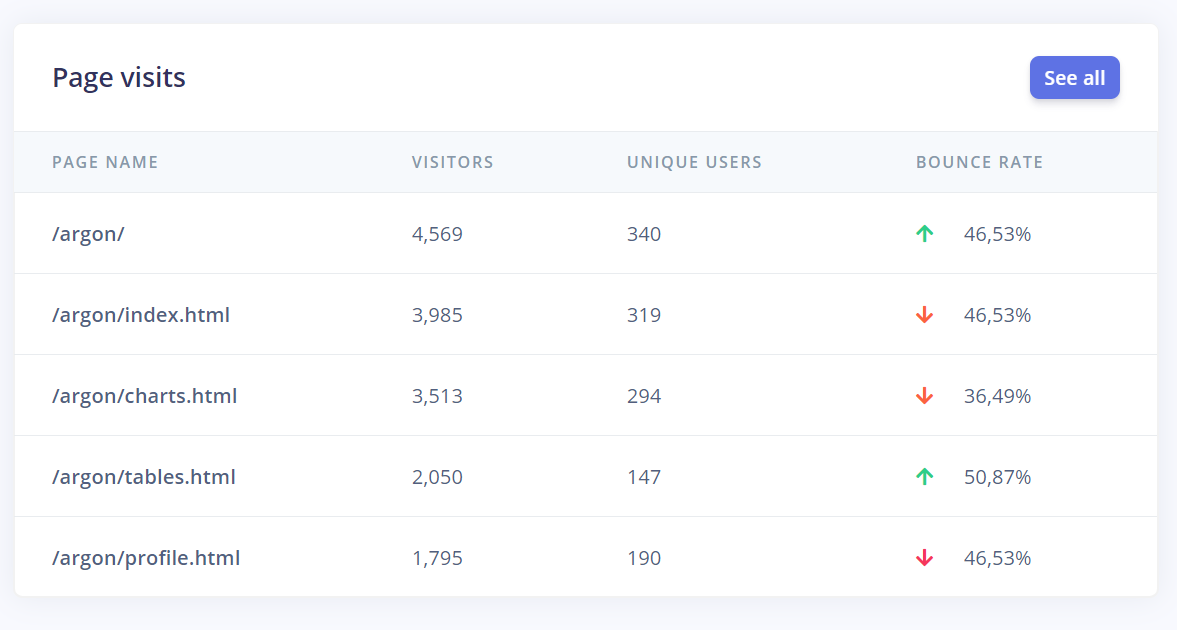 Page visits See all
PAGE NAME VISITORS UNIQUE USERS BOUNCE RATE
/argon/ 4,569 340 46,53%
/argon/index.html 3,985 319 46,53%
/argon/charts.html 3,513 294 36,49%
/argon/tables.html 2,050 147 50,87%
/argon/profile.html 1,795 190 46,53%